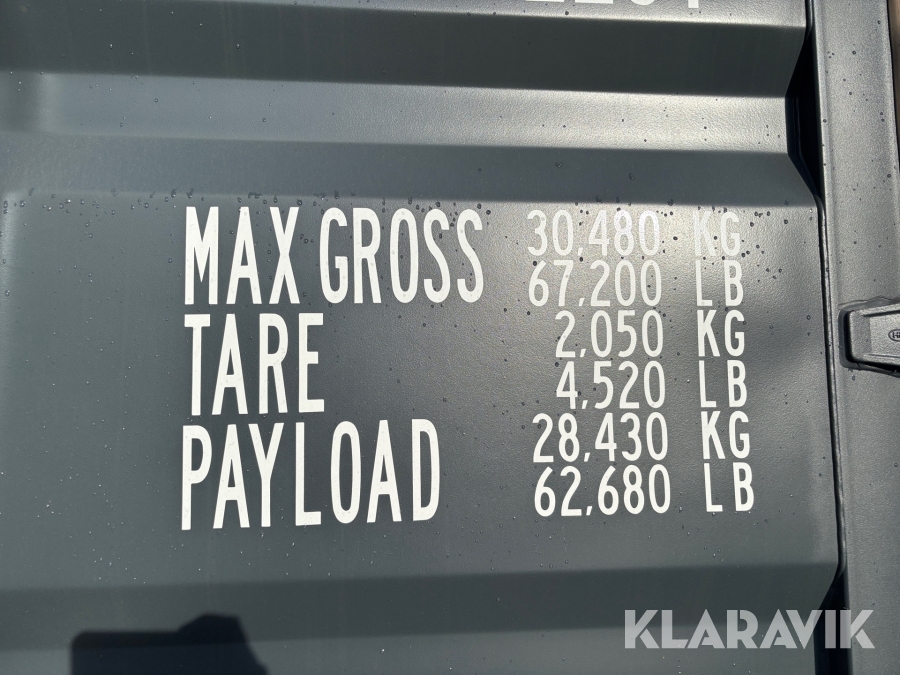 MAX GROSS 30,480 KG
67,200 LB
TARE 2,050 KG
4,520 LB
PAYLOAD 28,430 KG
62,680 LB
KLARAVIK